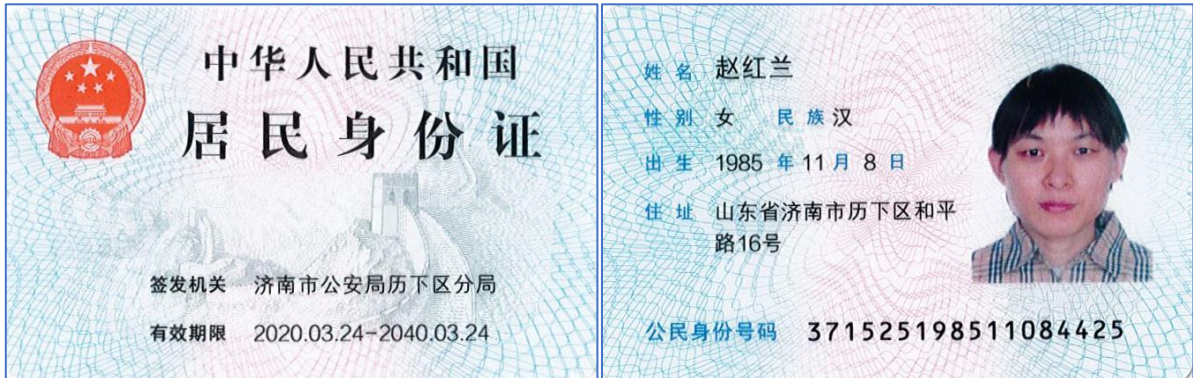 中华人民共和国
居民身份证
签发机关 济南市公安局历下区分局
有效期限 2020.03.24-2040.03.24
姓名 赵红兰
性别 女 民族 汉
出生 1985 年 11 月 8 日
住址 山东省济南市历下区和平
路16号
公民身份号码 371525198511084425